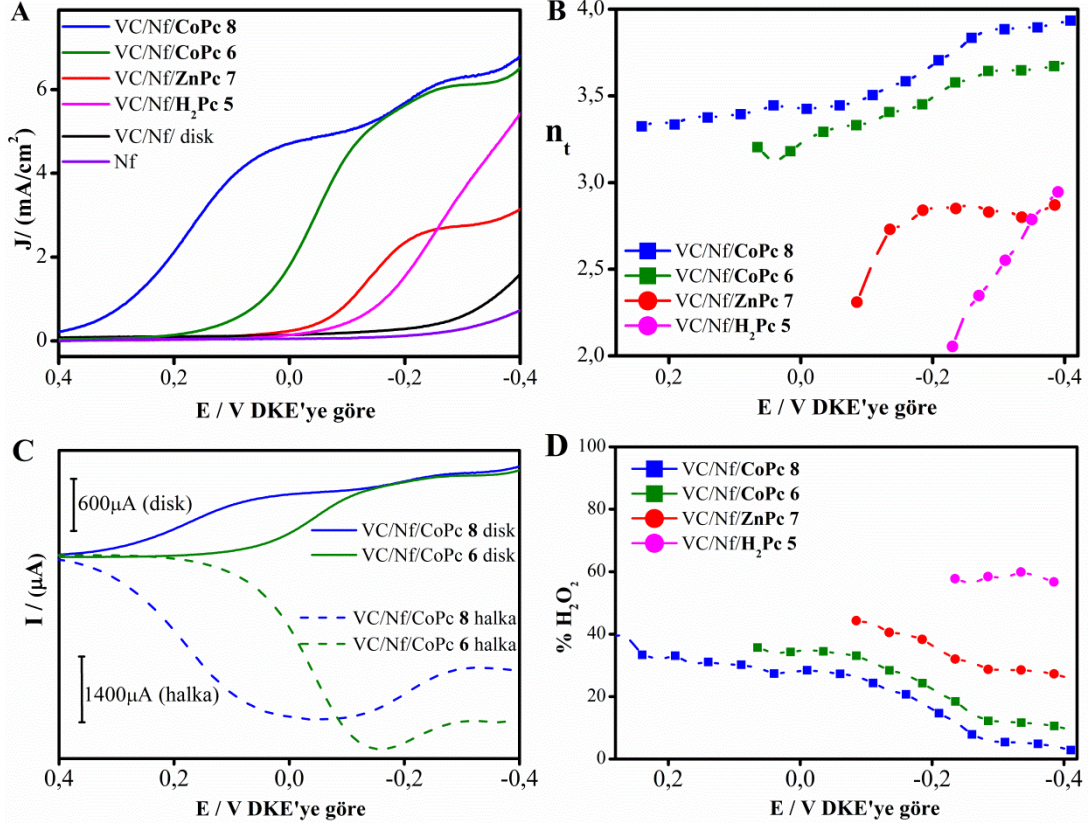 A
VC/Nf/CoPc 8
VC/Nf/CoPc 6
VC/Nf/ZnPc 7
VC/Nf/H₂Pc 5
VC/Nf/ disk
Nf
J/ (mA/cm²)
6
4
2
0
0,4
0,2
0,0
-0,2
-0,4
E / V DKE'ye göre
B
4,0
3,5
3,0
2,5
2,0
nₜ
VC/Nf/CoPc 8
VC/Nf/CoPc 6
VC/Nf/ZnPc 7
VC/Nf/H₂Pc 5
0,2
0,0
-0,2
-0,4
E / V DKE'ye göre
C
600µA (disk)
VC/Nf/CoPc 8 disk
VC/Nf/CoPc 6 disk
VC/Nf/CoPc 8 halka
VC/Nf/CoPc 6 halka
1400µA (halka)
I / (µA)
0,4
0,2
0,0
-0,2
-0,4
E / V DKE'ye göre
D
100
80
60
40
20
0
% H₂O₂
VC/Nf/CoPc 8
VC/Nf/CoPc 6
VC/Nf/ZnPc 7
VC/Nf/H₂Pc 5
0,2
0,0
-0,2
-0,4
E / V DKE'ye göre